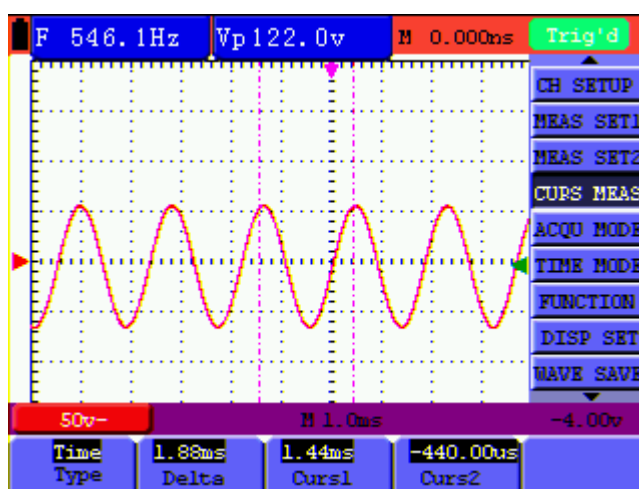 F 546.1Hz Vp122.0v M 0.000ns Trig'd
CH SETUP
MEAS SET1
MEAS SET2
CURS MEAS
ACQU MODE
TIME MODE
FUNCTION
DISP SET
WAVE SAVE
50v~ M 1.0ms -4.00v
Time 1.88ms 1.44ms -440.00us
Type Delta Curs1 Curs2